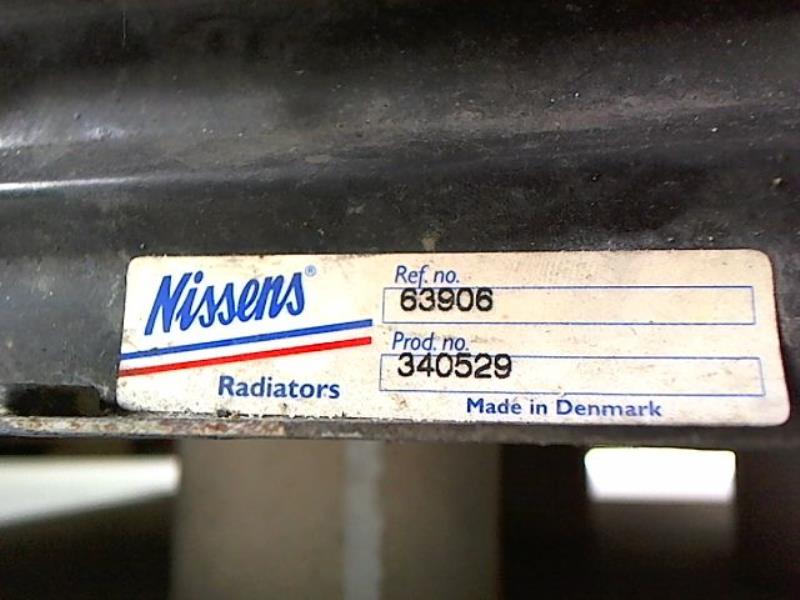 Nissens®
Radiators
Ref. no.
63906
Prod. no.
340529
Made in Denmark